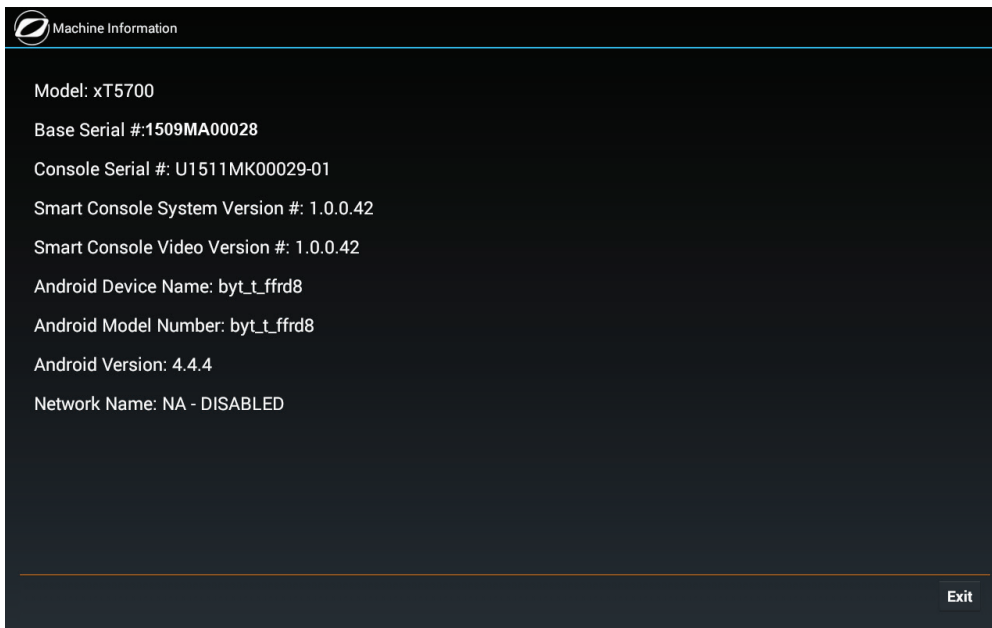 Machine Information
Model: xT5700
Base Serial #:1509MA00028
Console Serial #: U1511MK00029-01
Smart Console System Version #: 1.0.0.42
Smart Console Video Version #: 1.0.0.42
Android Device Name: byt_t_ffrd8
Android Model Number: byt_t_ffrd8
Android Version: 4.4.4
Network Name: NA - DISABLED
Exit